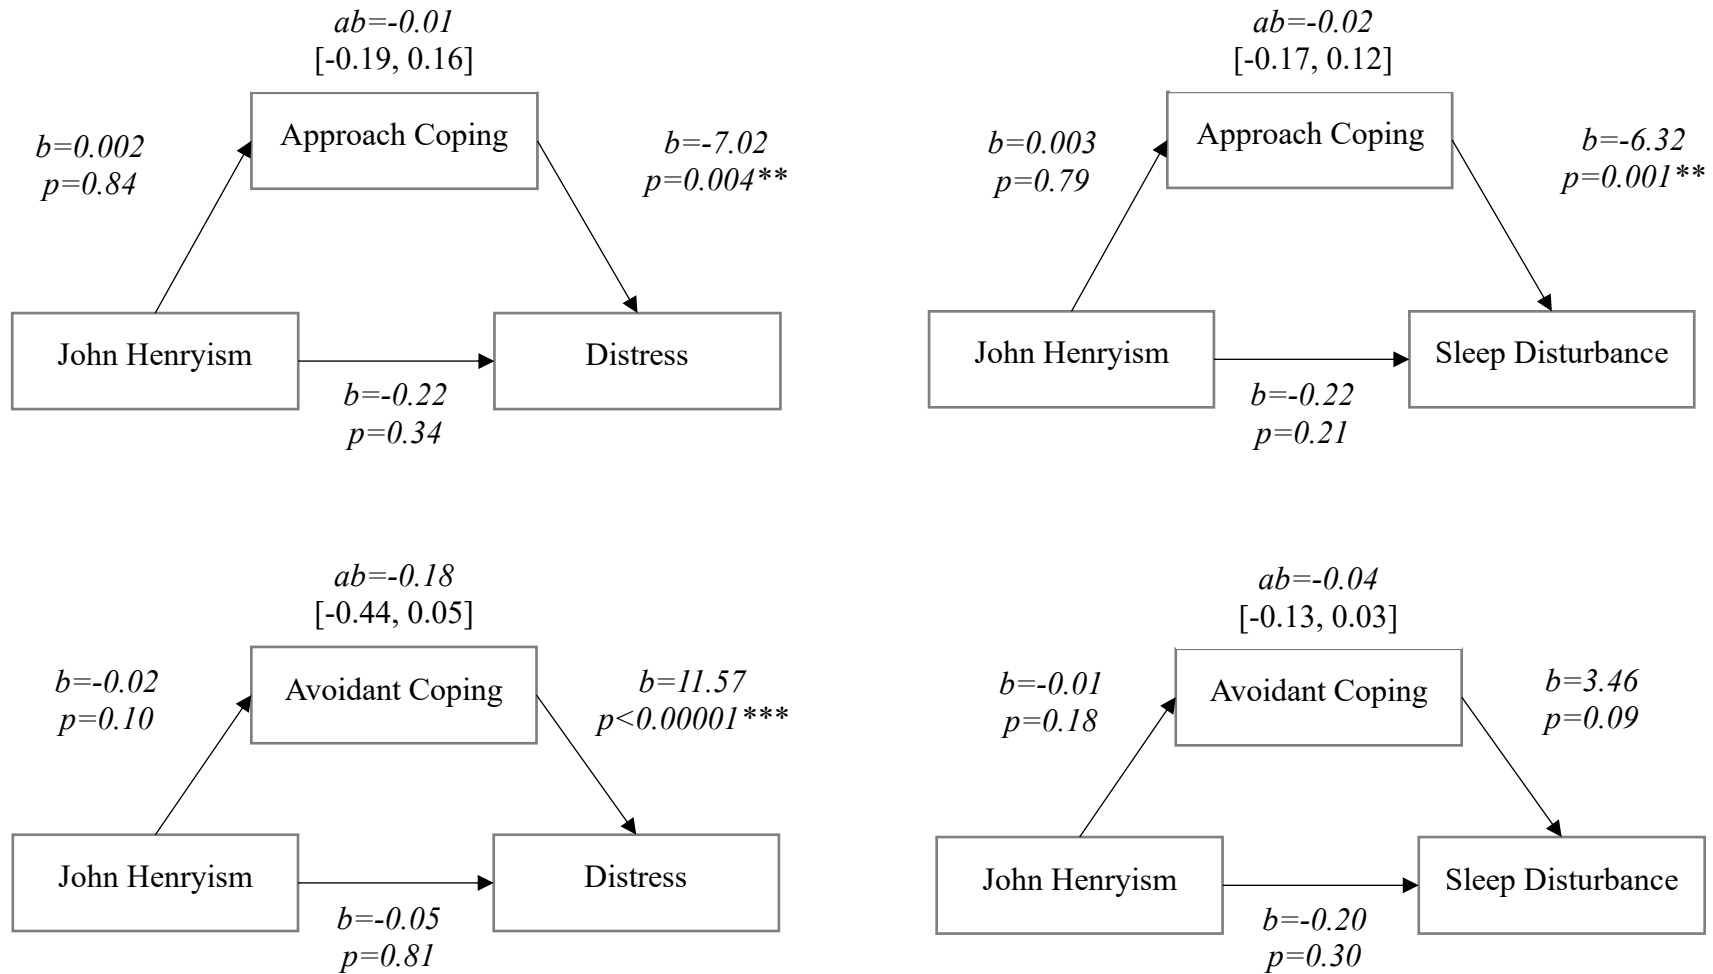 ab=-0.01
[-0.19, 0.16]
Approach Coping
b=0.002
p=0.84
b=-7.02
p=0.004**
John Henryism
Distress
b=-0.22
p=0.34
ab=-0.02
[-0.17, 0.12]
Approach Coping
b=0.003
p=0.79
b=-6.32
p=0.001**
John Henryism
Sleep Disturbance
b=-0.22
p=0.21
ab=-0.18
[-0.44, 0.05]
Avoidant Coping
b=-0.02
p=0.10
b=11.57
p<0.00001***
John Henryism
Distress
b=-0.05
p=0.81
ab=-0.04
[-0.13, 0.03]
Avoidant Coping
b=-0.01
p=0.18
b=3.46
p=0.09
John Henryism
Sleep Disturbance
b=-0.20
p=0.30